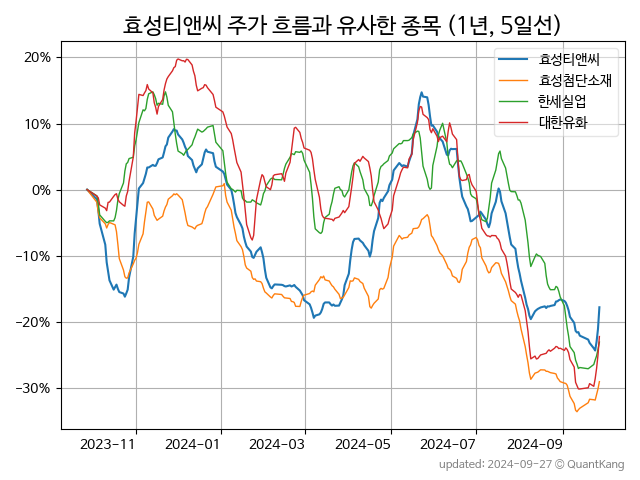 효성티앤씨 주가 흐름과 유사한 종목 (1년, 5일선)
효성티앤씨
효성첨단소재
한세실업
대한유화
20%
10%
0%
−10%
−20%
−30%
2023-11 2024-01 2024-03 2024-05 2024-07 2024-09
updated: 2024-09-27 © QuantKang